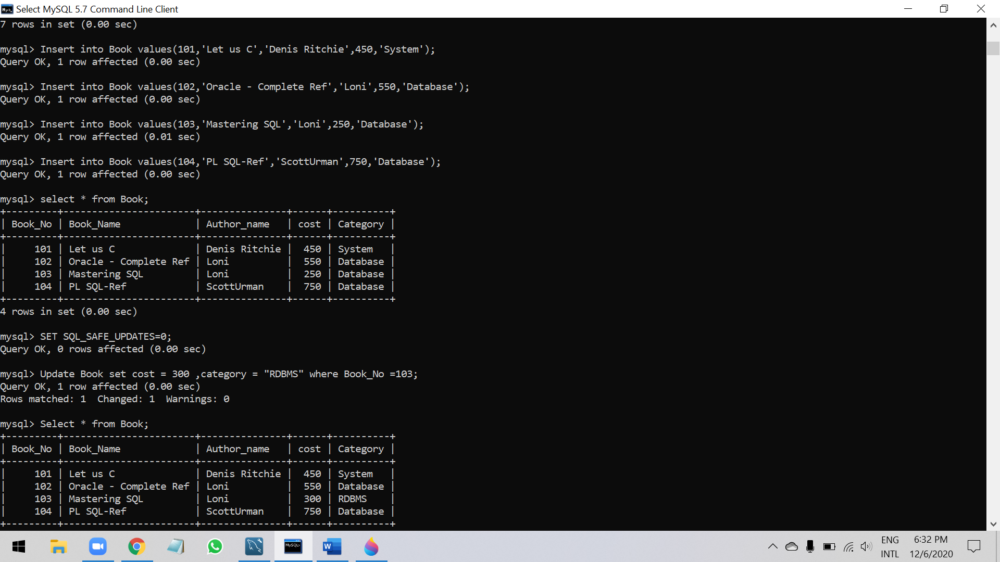 Select MySQL 5.7 Command Line Client
7 rows in set (0.00 sec)
mysql> Insert into Book values(101,'Let us C','Denis Ritchie',450,'System');
Query OK, 1 row affected (0.00 sec)
mysql> Insert into Book values(102,'Oracle - Complete Ref','Loni',550,'Database');
Query OK, 1 row affected (0.00 sec)
mysql> Insert into Book values(103,'Mastering SQL','Loni',250,'Database');
Query OK, 1 row affected (0.01 sec)
mysql> Insert into Book values(104,'PL SQL-Ref','ScottUrman',750,'Database');
Query OK, 1 row affected (0.00 sec)
mysql> select * from Book;
+---------+-----------------------+---------------+------+----------+
| Book_No | Book_Name             | Author_name   | cost | Category |
+---------+-----------------------+---------------+------+----------+
|     101 | Let us C              | Denis Ritchie |  450 | System   |
|     102 | Oracle - Complete Ref | Loni          |  550 | Database |
|     103 | Mastering SQL         | Loni          |  250 | Database |
|     104 | PL SQL-Ref            | ScottUrman    |  750 | Database |
+---------+-----------------------+---------------+------+----------+
4 rows in set (0.00 sec)
mysql> SET SQL_SAFE_UPDATES=0;
Query OK, 0 rows affected (0.00 sec)
mysql> Update Book set cost = 300 ,category = "RDBMS" where Book_No =103;
Query OK, 1 row affected (0.00 sec)
Rows matched: 1  Changed: 1  Warnings: 0
mysql> Select * from Book;
+---------+-----------------------+---------------+------+----------+
| Book_No | Book_Name             | Author_name   | cost | Category |
+---------+-----------------------+---------------+------+----------+
|     101 | Let us C              | Denis Ritchie |  450 | System   |
|     102 | Oracle - Complete Ref | Loni          |  550 | Database |
|     103 | Mastering SQL         | Loni          |  300 | RDBMS    |
|     104 | PL SQL-Ref            | ScottUrman    |  750 | Database |
+---------+-----------------------+---------------+------+----------+
MySQL>
W
ENG
INTL
6:32 PM
12/6/2020